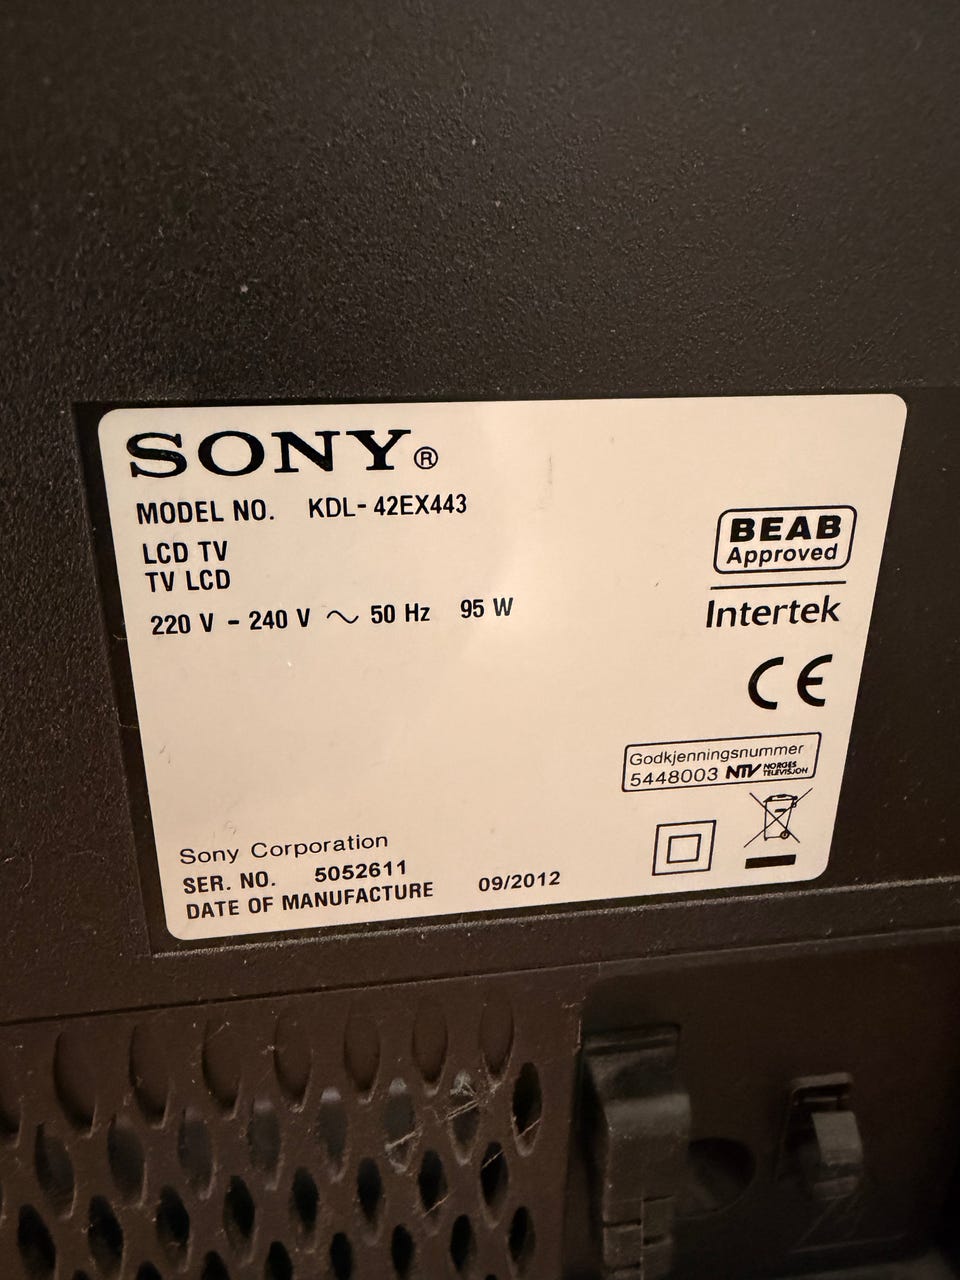 SONY®
MODEL NO. KDL-42EX443
LCD TV
TV LCD
220 V - 240 V ~ 50 Hz 95 W
BEAB
Approved
Intertek
CE
Godkjenningsnummer
5448003 NTV NORGES TELEVISJON
Sony Corporation
SER. NO. 5052611
DATE OF MANUFACTURE 09/2012